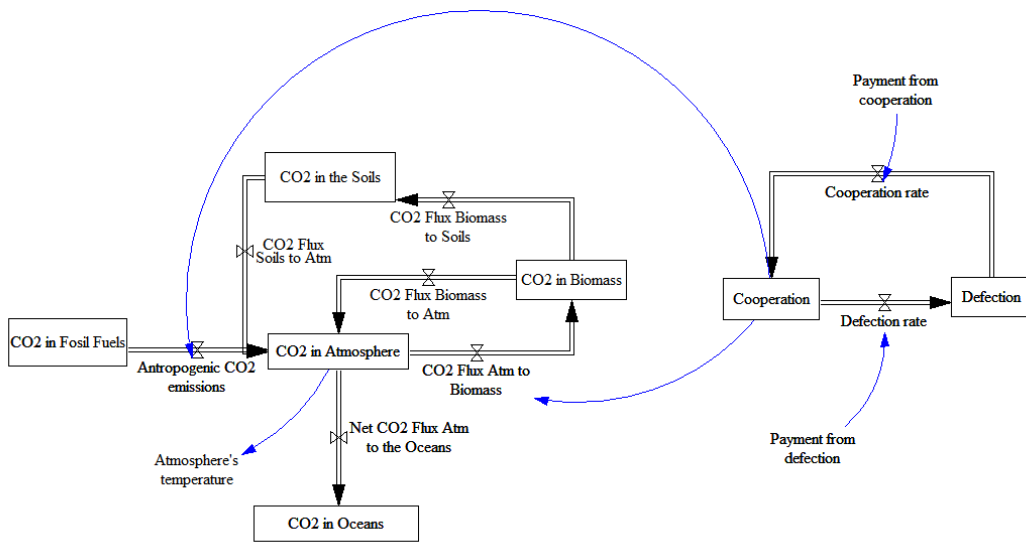 Payment from
cooperation
CO2 in the Soils
Cooperation rate
CO2 Flux Biomass
to Soils
CO2 Flux
Soils to Atm
CO2 in Biomass
CO2 Flux Biomass
to Atm
Cooperation
Defection
Defection rate
CO2 in Fosil Fuels
CO2 in Atmosphere
Antropogenic CO2
emissions
CO2 Flux Atm to
Biomass
Net CO2 Flux Atm
to the Oceans
Payment from
defection
Atmosphere's
temperature
CO2 in Oceans